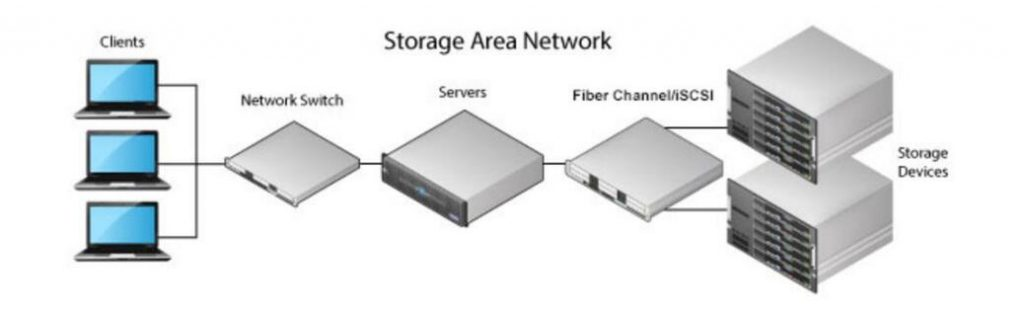 Clients
Storage Area Network
Network Switch
Servers
Fiber Channel/iSCSI
Storage
Devices